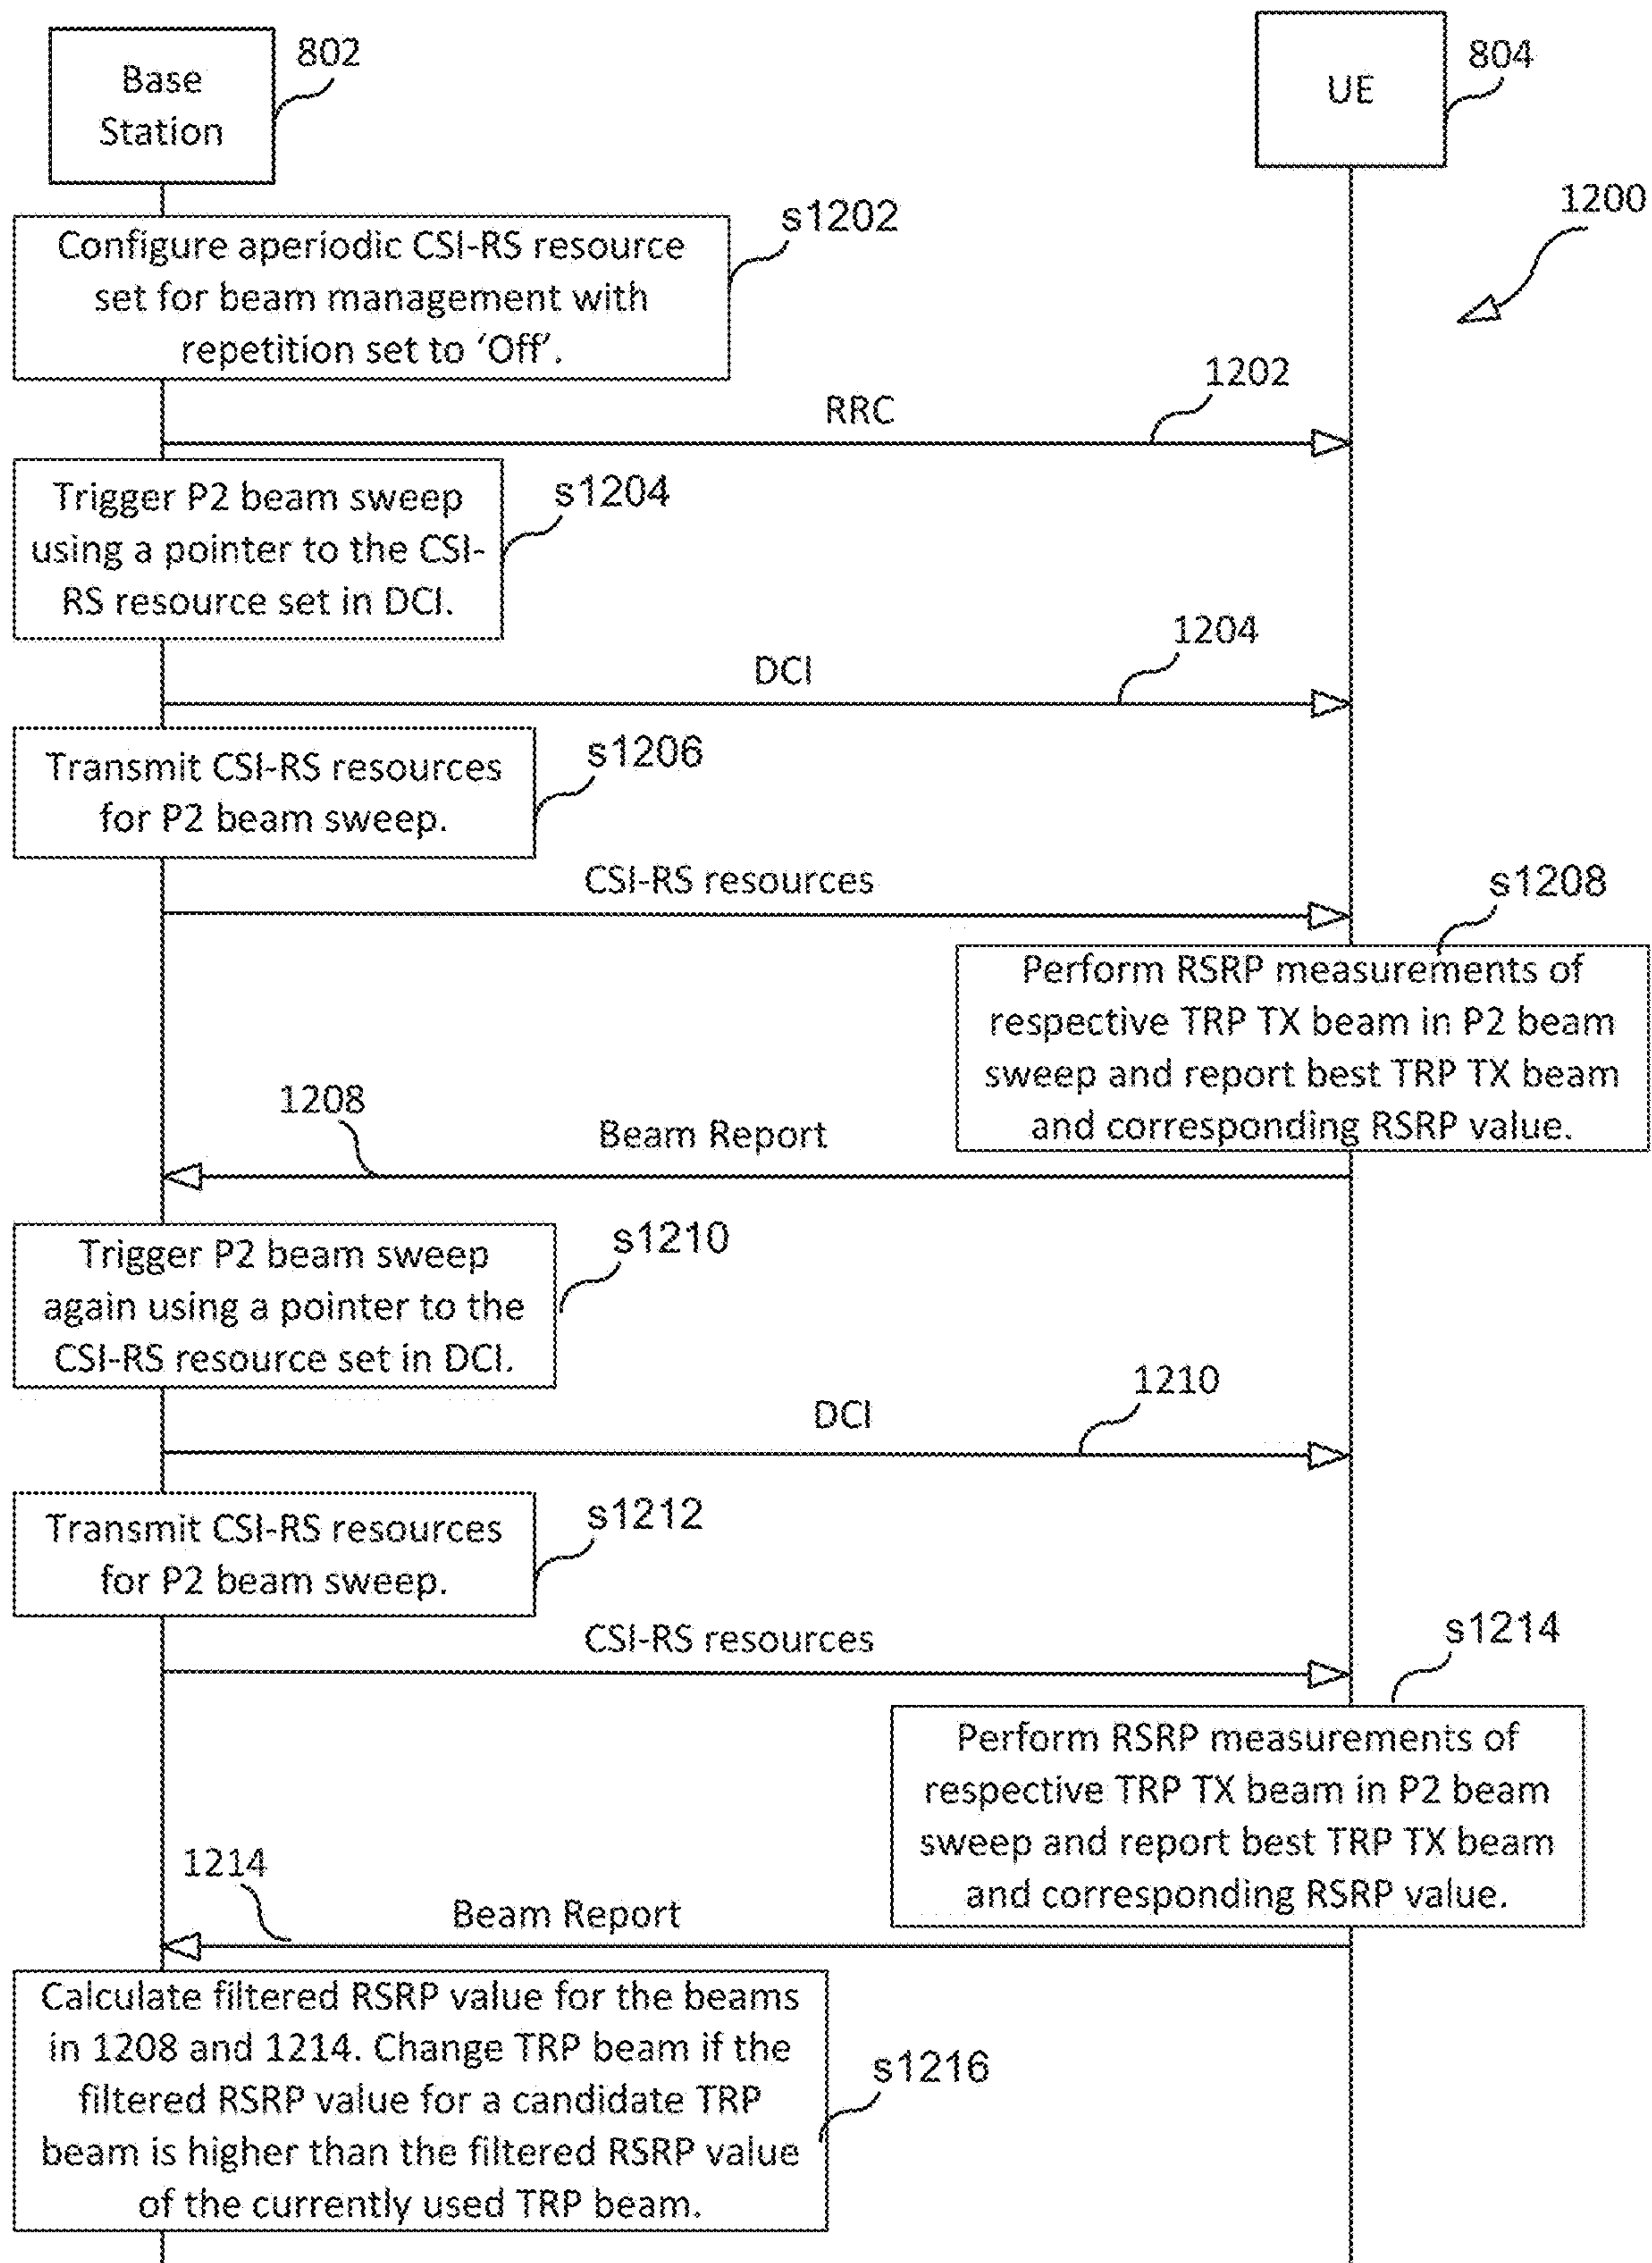 Base
Station
802
UE
804
1200
Configure aperiodic CSI-RS resource
set for beam management with
repetition set to ‘Off’.
s1202
RRC
1202
Trigger P2 beam sweep
using a pointer to the CSI-
RS resource set in DCI.
s1204
DCI
1204
Transmit CSI-RS resources
for P2 beam sweep.
s1206
CSI-RS resources
s1208
Perform RSRP measurements of
respective TRP TX beam in P2 beam
sweep and report best TRP TX beam
and corresponding RSRP value.
1208
Beam Report
Trigger P2 beam sweep
again using a pointer to the
CSI-RS resource set in DCI.
s1210
DCI
1210
Transmit CSI-RS resources
for P2 beam sweep.
s1212
CSI-RS resources
s1214
Perform RSRP measurements of
respective TRP TX beam in P2 beam
sweep and report best TRP TX beam
and corresponding RSRP value.
1214
Beam Report
Calculate filtered RSRP value for the beams
in 1208 and 1214. Change TRP beam if the
filtered RSRP value for a candidate TRP
beam is higher than the filtered RSRP value
of the currently used TRP beam.
s1216